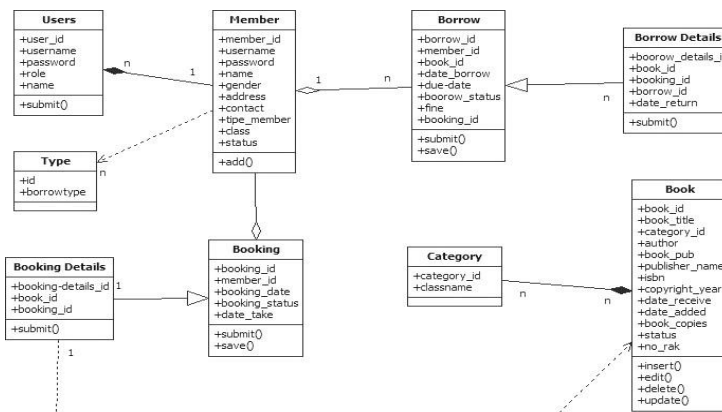 Users
+user_id
+username
+password
+role
+name
+submit()
n
1
Member
+member_id
+username
+password
+name
+gender
+address
+contact
+tipe_member
+class
+status
+add()
1
n
Borrow
+borrow_id
+member_id
+book_id
+date_borrow
+due-date
+boorow_status
+fine
+booking_id
+submit()
+save()
n
Borrow Details
+boorow_details_i
+book_id
+booking_id
+borrow_id
+date_return
+submit()
Type
+id
+borrowtype
n
Booking Details
+booking-details_id
+book_id
+booking_id
+submit()
1
1
Booking
+booking_id
+member_id
+booking_date
+booking_status
+date_take
+submit()
+save()
Category
+category_id
+classname
n
n
Book
+book_id
+book_title
+category_id
+author
+book_pub
+publisher_name
+isbn
+copyright_year
+date_receive
+date_added
+book_copies
+status
+no_rak
+insert()
+edit()
+delete()
+update()